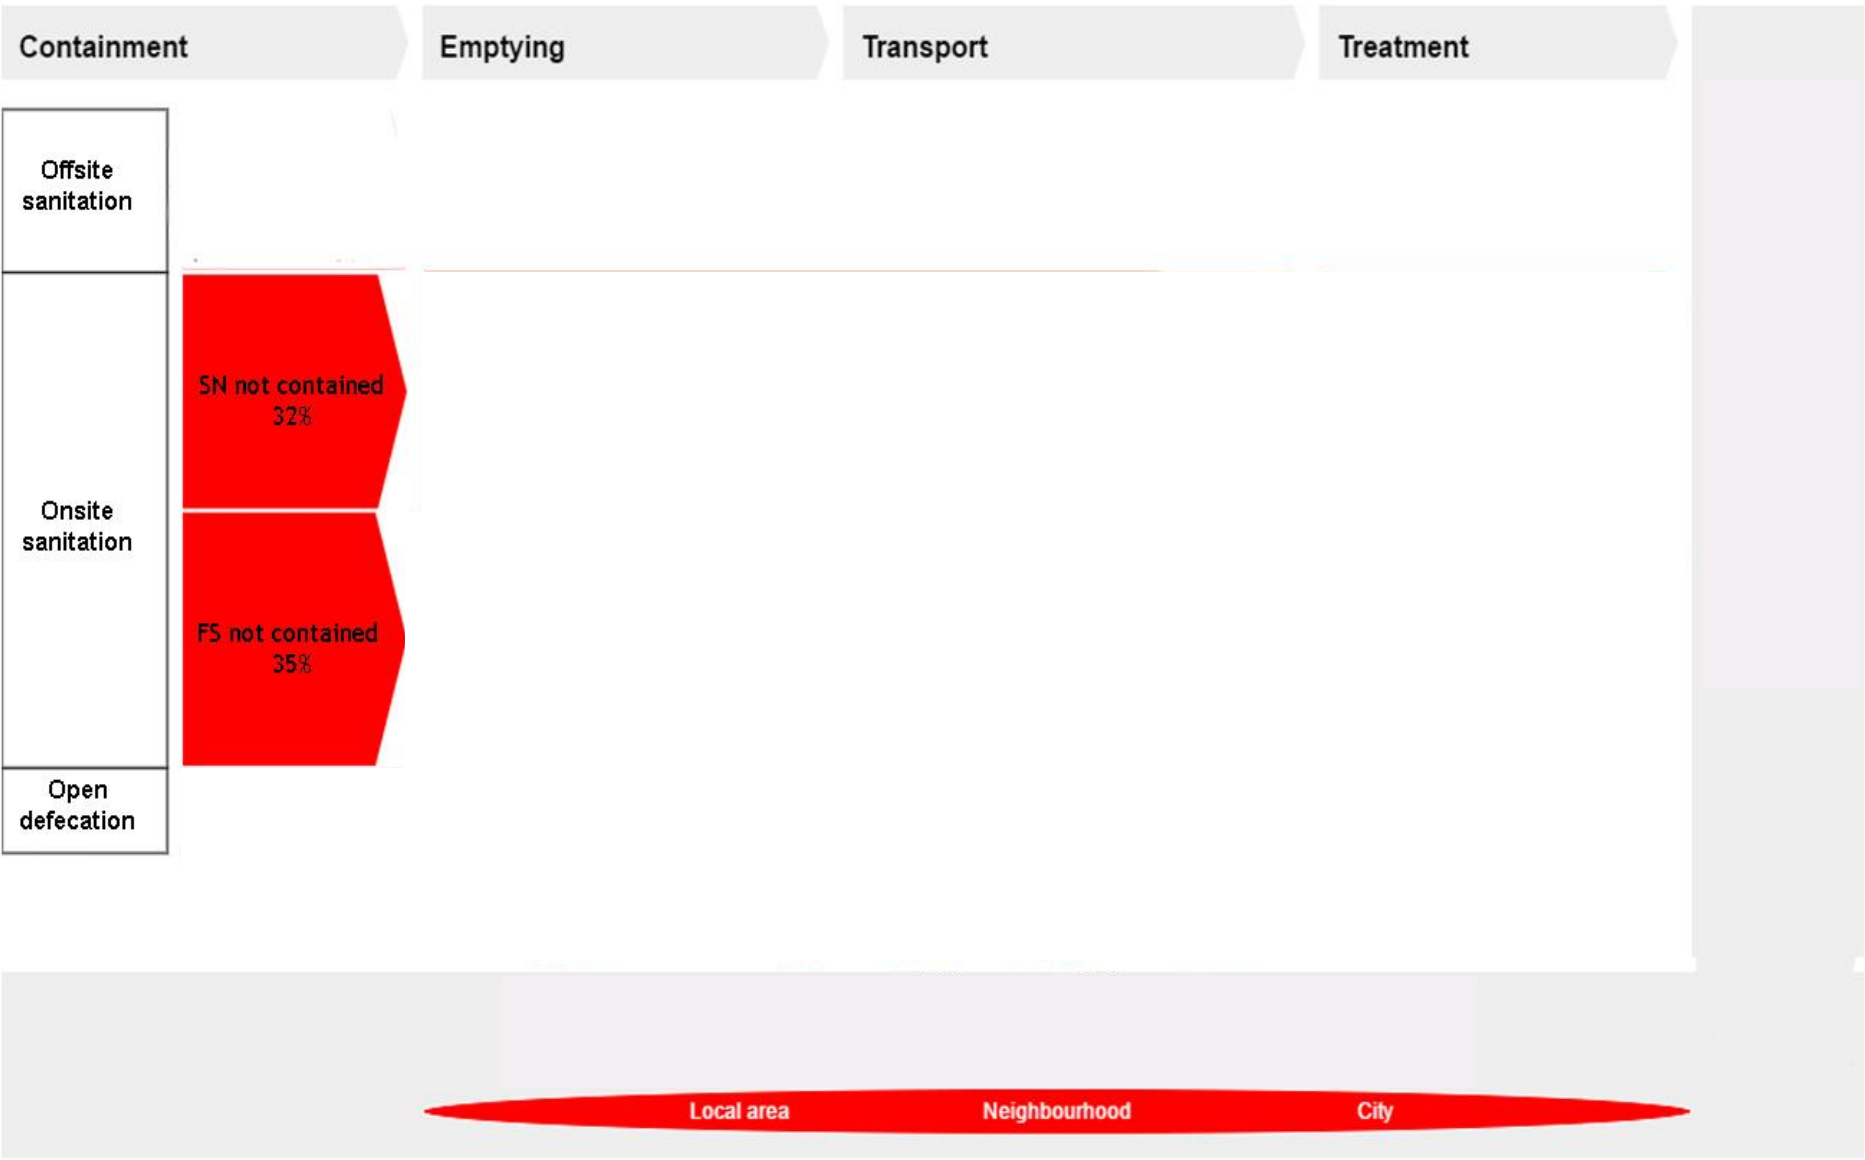 Containment
Emptying
Transport
Treatment
Offsite
sanitation
SN not contained
32%
Onsite
sanitation
FS not contained
35%
Open
defecation
Local area
Neighbourhood
City